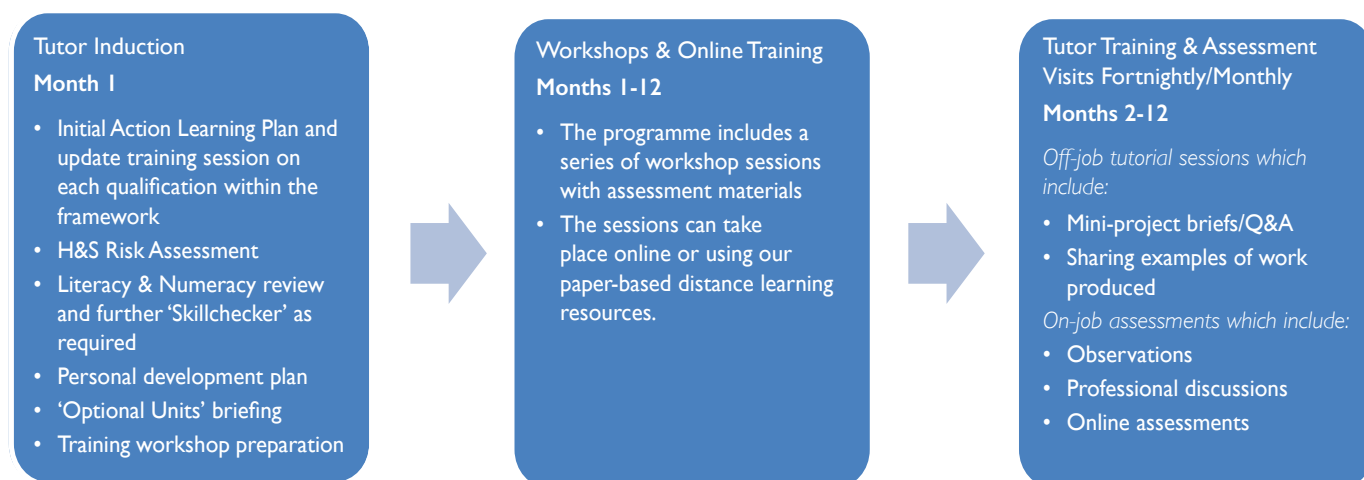 Tutor Induction
Month 1
• Initial Action Learning Plan and
update training session on
each qualification within the
framework
• H&S Risk Assessment
• Literacy & Numeracy review
and further ‘Skillchecker’ as
required
• Personal development plan
• ‘Optional Units’ briefing
• Training workshop preparation
Workshops & Online Training
Months 1-12
• The programme includes a
series of workshop sessions
with assessment materials
• The sessions can take
place online or using our
paper-based distance learning
resources.
Tutor Training & Assessment
Visits Fortnightly/Monthly
Months 2-12
Off-job tutorial sessions which
include:
• Mini-project briefs/Q&A
• Sharing examples of work
produced
On-job assessments which include:
• Observations
• Professional discussions
• Online assessments